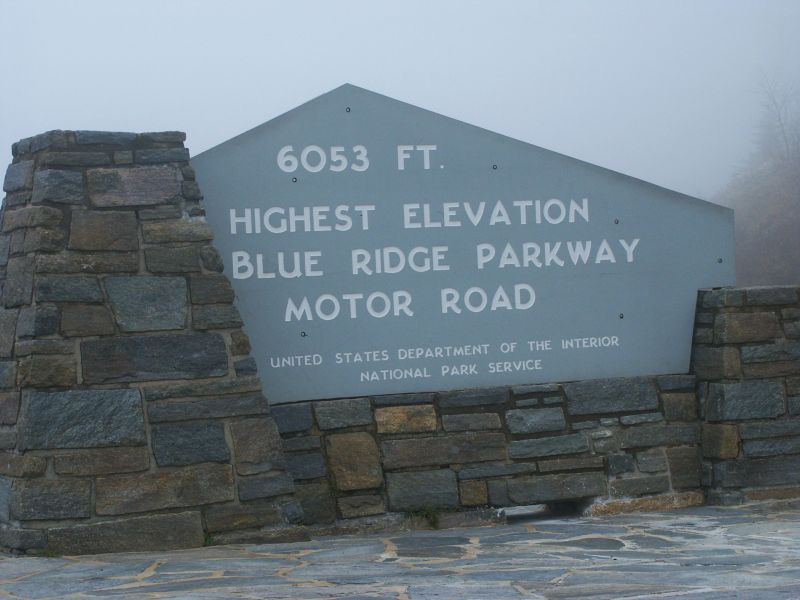 6053 FT.
HIGHEST ELEVATION
BLUE RIDGE PARKWAY
MOTOR ROAD
UNITED STATES DEPARTMENT OF THE INTERIOR
NATIONAL PARK SERVICE